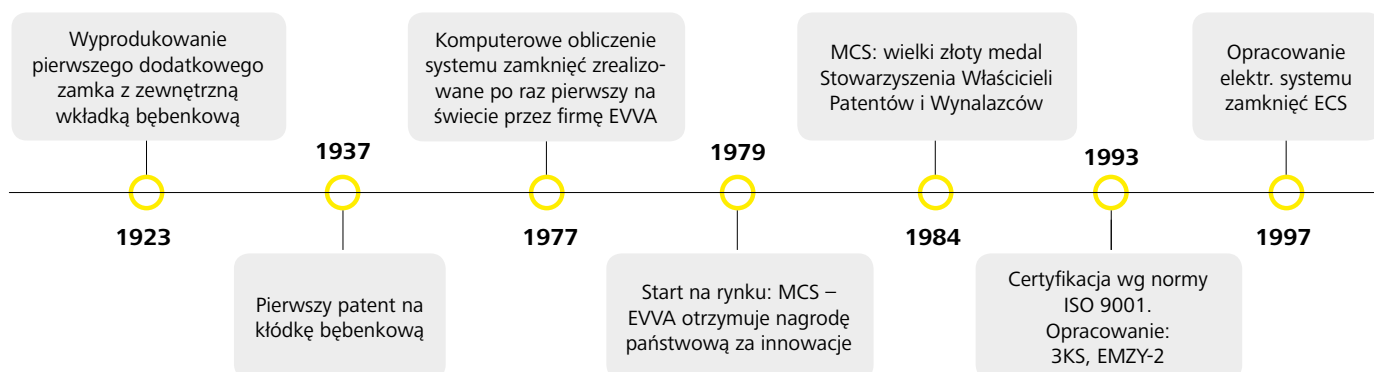 Wyprodukowanie
pierwszego dodatkowego
zamka z zewnętrzną
wkładką bębenkową
1923
1937
Pierwszy patent na
kłódkę bębenkową
Komputerowe obliczenie
systemu zamknięć zrealizo-
wane po raz pierwszy na
świecie przez firmę EVVA
1977
1979
Start na rynku: MCS –
EVVA otrzymuje nagrodę
państwową za innowacje
MCS: wielki złoty medal
Stowarzyszenia Właścicieli
Patentów i Wynalazców
1984
1993
Certyfikacja wg normy
ISO 9001.
Opracowanie:
3KS, EMZY-2
Opracowanie
elektr. systemu
zamknięć ECS
1997